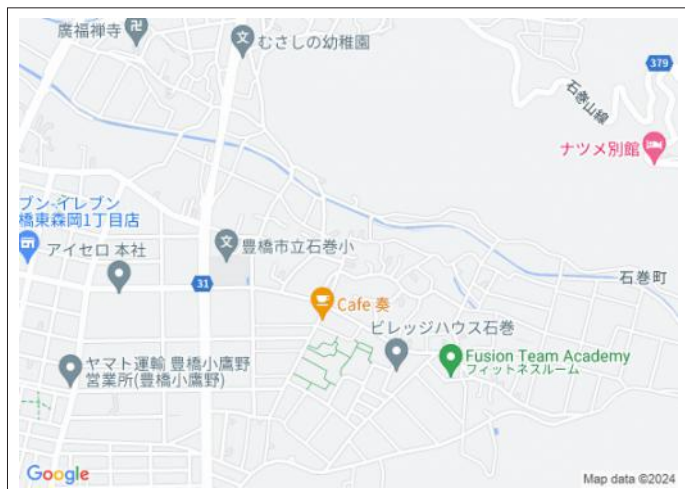 廣福禅寺
むさしの幼稚園
379
石巻山線
ナツメ別館
ブン-イレブン
橋東森岡1丁目店
アイセロ 本社
豊橋市立石巻小
石巻町
31
Cafe 奏
ビレッジハウス石巻
Fusion Team Academy
フィットネスルーム
ヤマト運輸 豊橋小鷹野
営業所(豊橋小鷹野)
Google
Map data ©2024